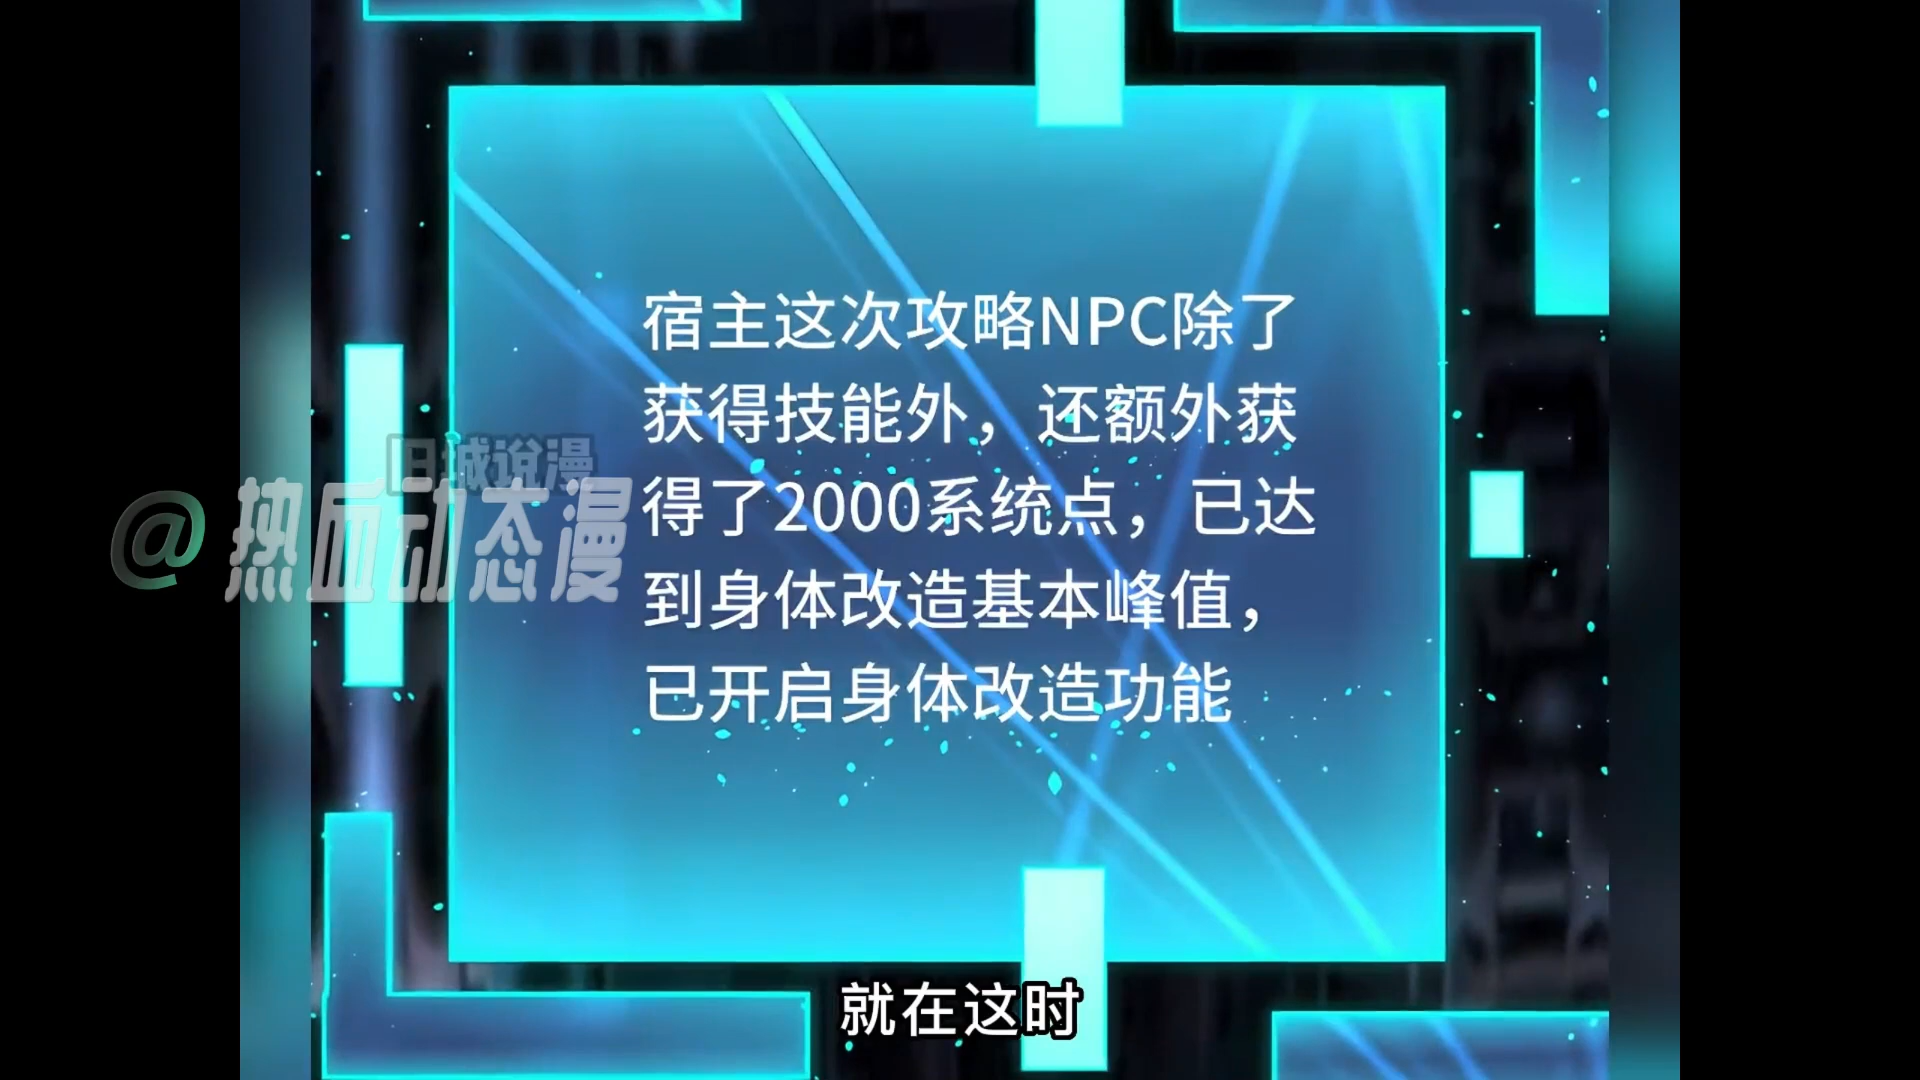 宿主这次攻略NPC除了
获得技能外，还额外获
得了2000系统点，已达
到身体改造基本峰值，
已开启身体改造功能
旧城说漫
@热血动态漫
就在这时